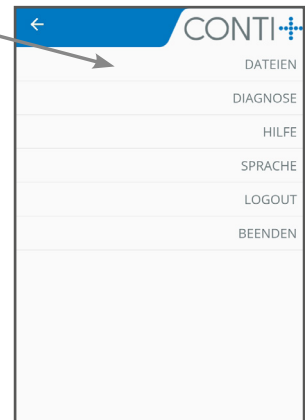 CONTI+
DATEIEN
DIAGNOSE
HILFE
SPRACHE
LOGOUT
BEENDEN